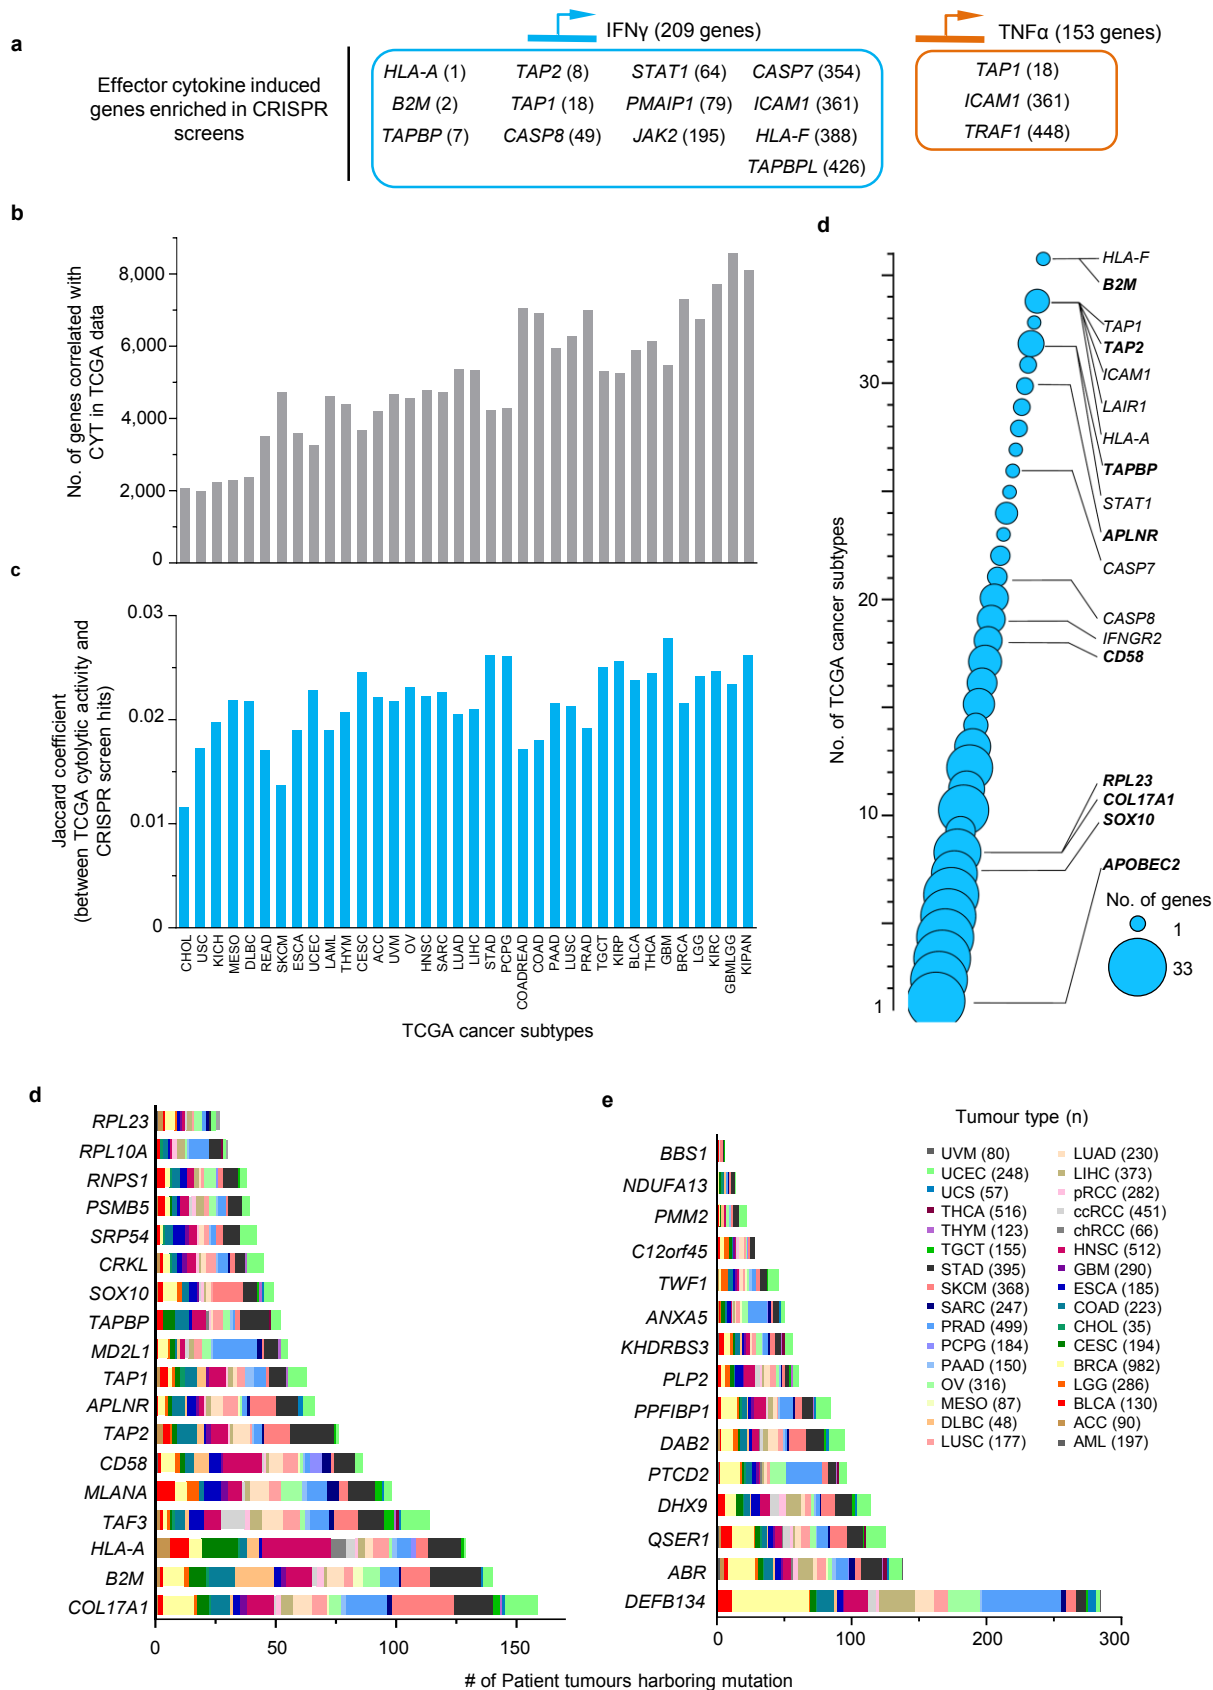 a
IFNγ (209 genes)
TNFα (153 genes)
Effector cytokine induced
genes enriched in CRISPR
screens
HLA-A (1) TAP2 (8) STAT1 (64) CASP7 (354)
B2M (2) TAP1 (18) PMAIP1 (79) ICAM1 (361)
TAPBP (7) CASP8 (49) JAK2 (195) HLA-F (388)
TAPBPL (426)
TAP1 (18)
ICAM1 (361)
TRAF1 (448)
b
No. of genes correlated with
CYT in TCGA data
8,000
6,000
4,000
2,000
0
c
Jaccard coefficient
(between TCGA cytolytic activity and
CRISPR screen hits)
0.03
0.02
0.01
0
CHOL
USC
KICH
MESO
DLBC
READ
SKCM
ESCA
UCEC
LAML
THYM
CESC
ACC
UVM
OV
HNSC
SARC
LUAD
LIHC
STAD
PCPG
COADREAD
COAD
PAAD
LUSC
PRAD
TGCT
KIRP
BLCA
THCA
GBM
BRCA
LGG
KIRC
GBMLGG
KIPAN
TCGA cancer subtypes
d
No. of TCGA cancer subtypes
30
20
10
1
HLA-F
B2M
TAP1
TAP2
ICAM1
LAIR1
HLA-A
TAPBP
STAT1
APLNR
CASP7
CASP8
IFNGR2
CD58
RPL23
COL17A1
SOX10
APOBEC2
No. of genes
1
33
d
RPL23
RPL10A
RNPS1
PSMB5
SRP54
CRKL
SOX10
TAPBP
MD2L1
TAP1
APLNR
TAP2
CD58
MLANA
TAF3
HLA-A
B2M
COL17A1
0 50 100 150
e
BBS1
NDUFA13
PMM2
C12orf45
TWF1
ANXA5
KHDRBS3
PLP2
PPFIBP1
DAB2
PTCD2
DHX9
QSER1
ABR
DEFB134
0 100 200 300
Tumour type (n)
UVM (80)
UCEC (248)
UCS (57)
THCA (516)
THYM (123)
TGCT (155)
STAD (395)
SKCM (368)
SARC (247)
PRAD (499)
PCPG (184)
PAAD (150)
OV (316)
MESO (87)
DLBC (48)
LUSC (177)
LUAD (230)
LIHC (373)
pRCC (282)
ccRCC (451)
chRCC (66)
HNSC (512)
GBM (290)
ESCA (185)
COAD (223)
CHOL (35)
CESC (194)
BRCA (982)
LGG (286)
BLCA (130)
ACC (90)
AML (197)
# of Patient tumours harboring mutation